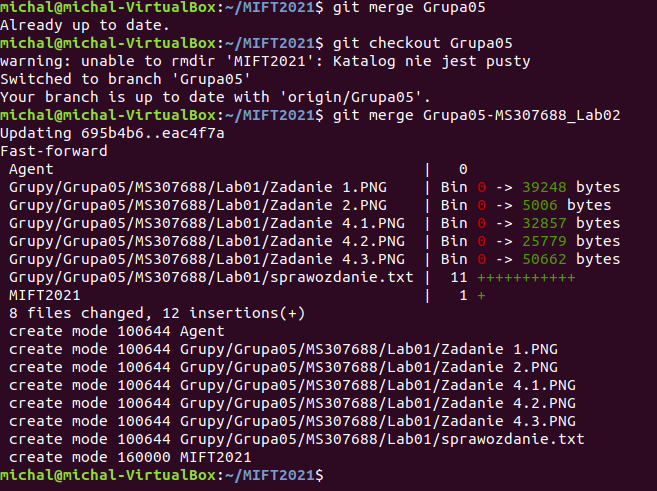 michal@michal-VirtualBox:~/MIFT2021$ git merge Grupa05
Already up to date.
michal@michal-VirtualBox:~/MIFT2021$ git checkout Grupa05
warning: unable to rmdir 'MIFT2021': Katalog nie jest pusty
Switched to branch 'Grupa05'
Your branch is up to date with 'origin/Grupa05'.
michal@michal-VirtualBox:~/MIFT2021$ git merge Grupa05-MS307688_Lab02
Updating 695b4b6..eac4f7a
Fast-forward
 Agent                                         |   0
 Grupy/Grupa05/MS307688/Lab01/Zadanie 1.PNG    | Bin 0 -> 39248 bytes
 Grupy/Grupa05/MS307688/Lab01/Zadanie 2.PNG    | Bin 0 -> 5006 bytes
 Grupy/Grupa05/MS307688/Lab01/Zadanie 4.1.PNG  | Bin 0 -> 32857 bytes
 Grupy/Grupa05/MS307688/Lab01/Zadanie 4.2.PNG  | Bin 0 -> 25779 bytes
 Grupy/Grupa05/MS307688/Lab01/Zadanie 4.3.PNG  | Bin 0 -> 50662 bytes
 Grupy/Grupa05/MS307688/Lab01/sprawozdanie.txt |  11 +++++++++++
 MIFT2021                                      |   1 +
 8 files changed, 12 insertions(+)
 create mode 100644 Agent
 create mode 100644 Grupy/Grupa05/MS307688/Lab01/Zadanie 1.PNG
 create mode 100644 Grupy/Grupa05/MS307688/Lab01/Zadanie 2.PNG
 create mode 100644 Grupy/Grupa05/MS307688/Lab01/Zadanie 4.1.PNG
 create mode 100644 Grupy/Grupa05/MS307688/Lab01/Zadanie 4.2.PNG
 create mode 100644 Grupy/Grupa05/MS307688/Lab01/Zadanie 4.3.PNG
 create mode 100644 Grupy/Grupa05/MS307688/Lab01/sprawozdanie.txt
 create mode 160000 MIFT2021
michal@michal-VirtualBox:~/MIFT2021$